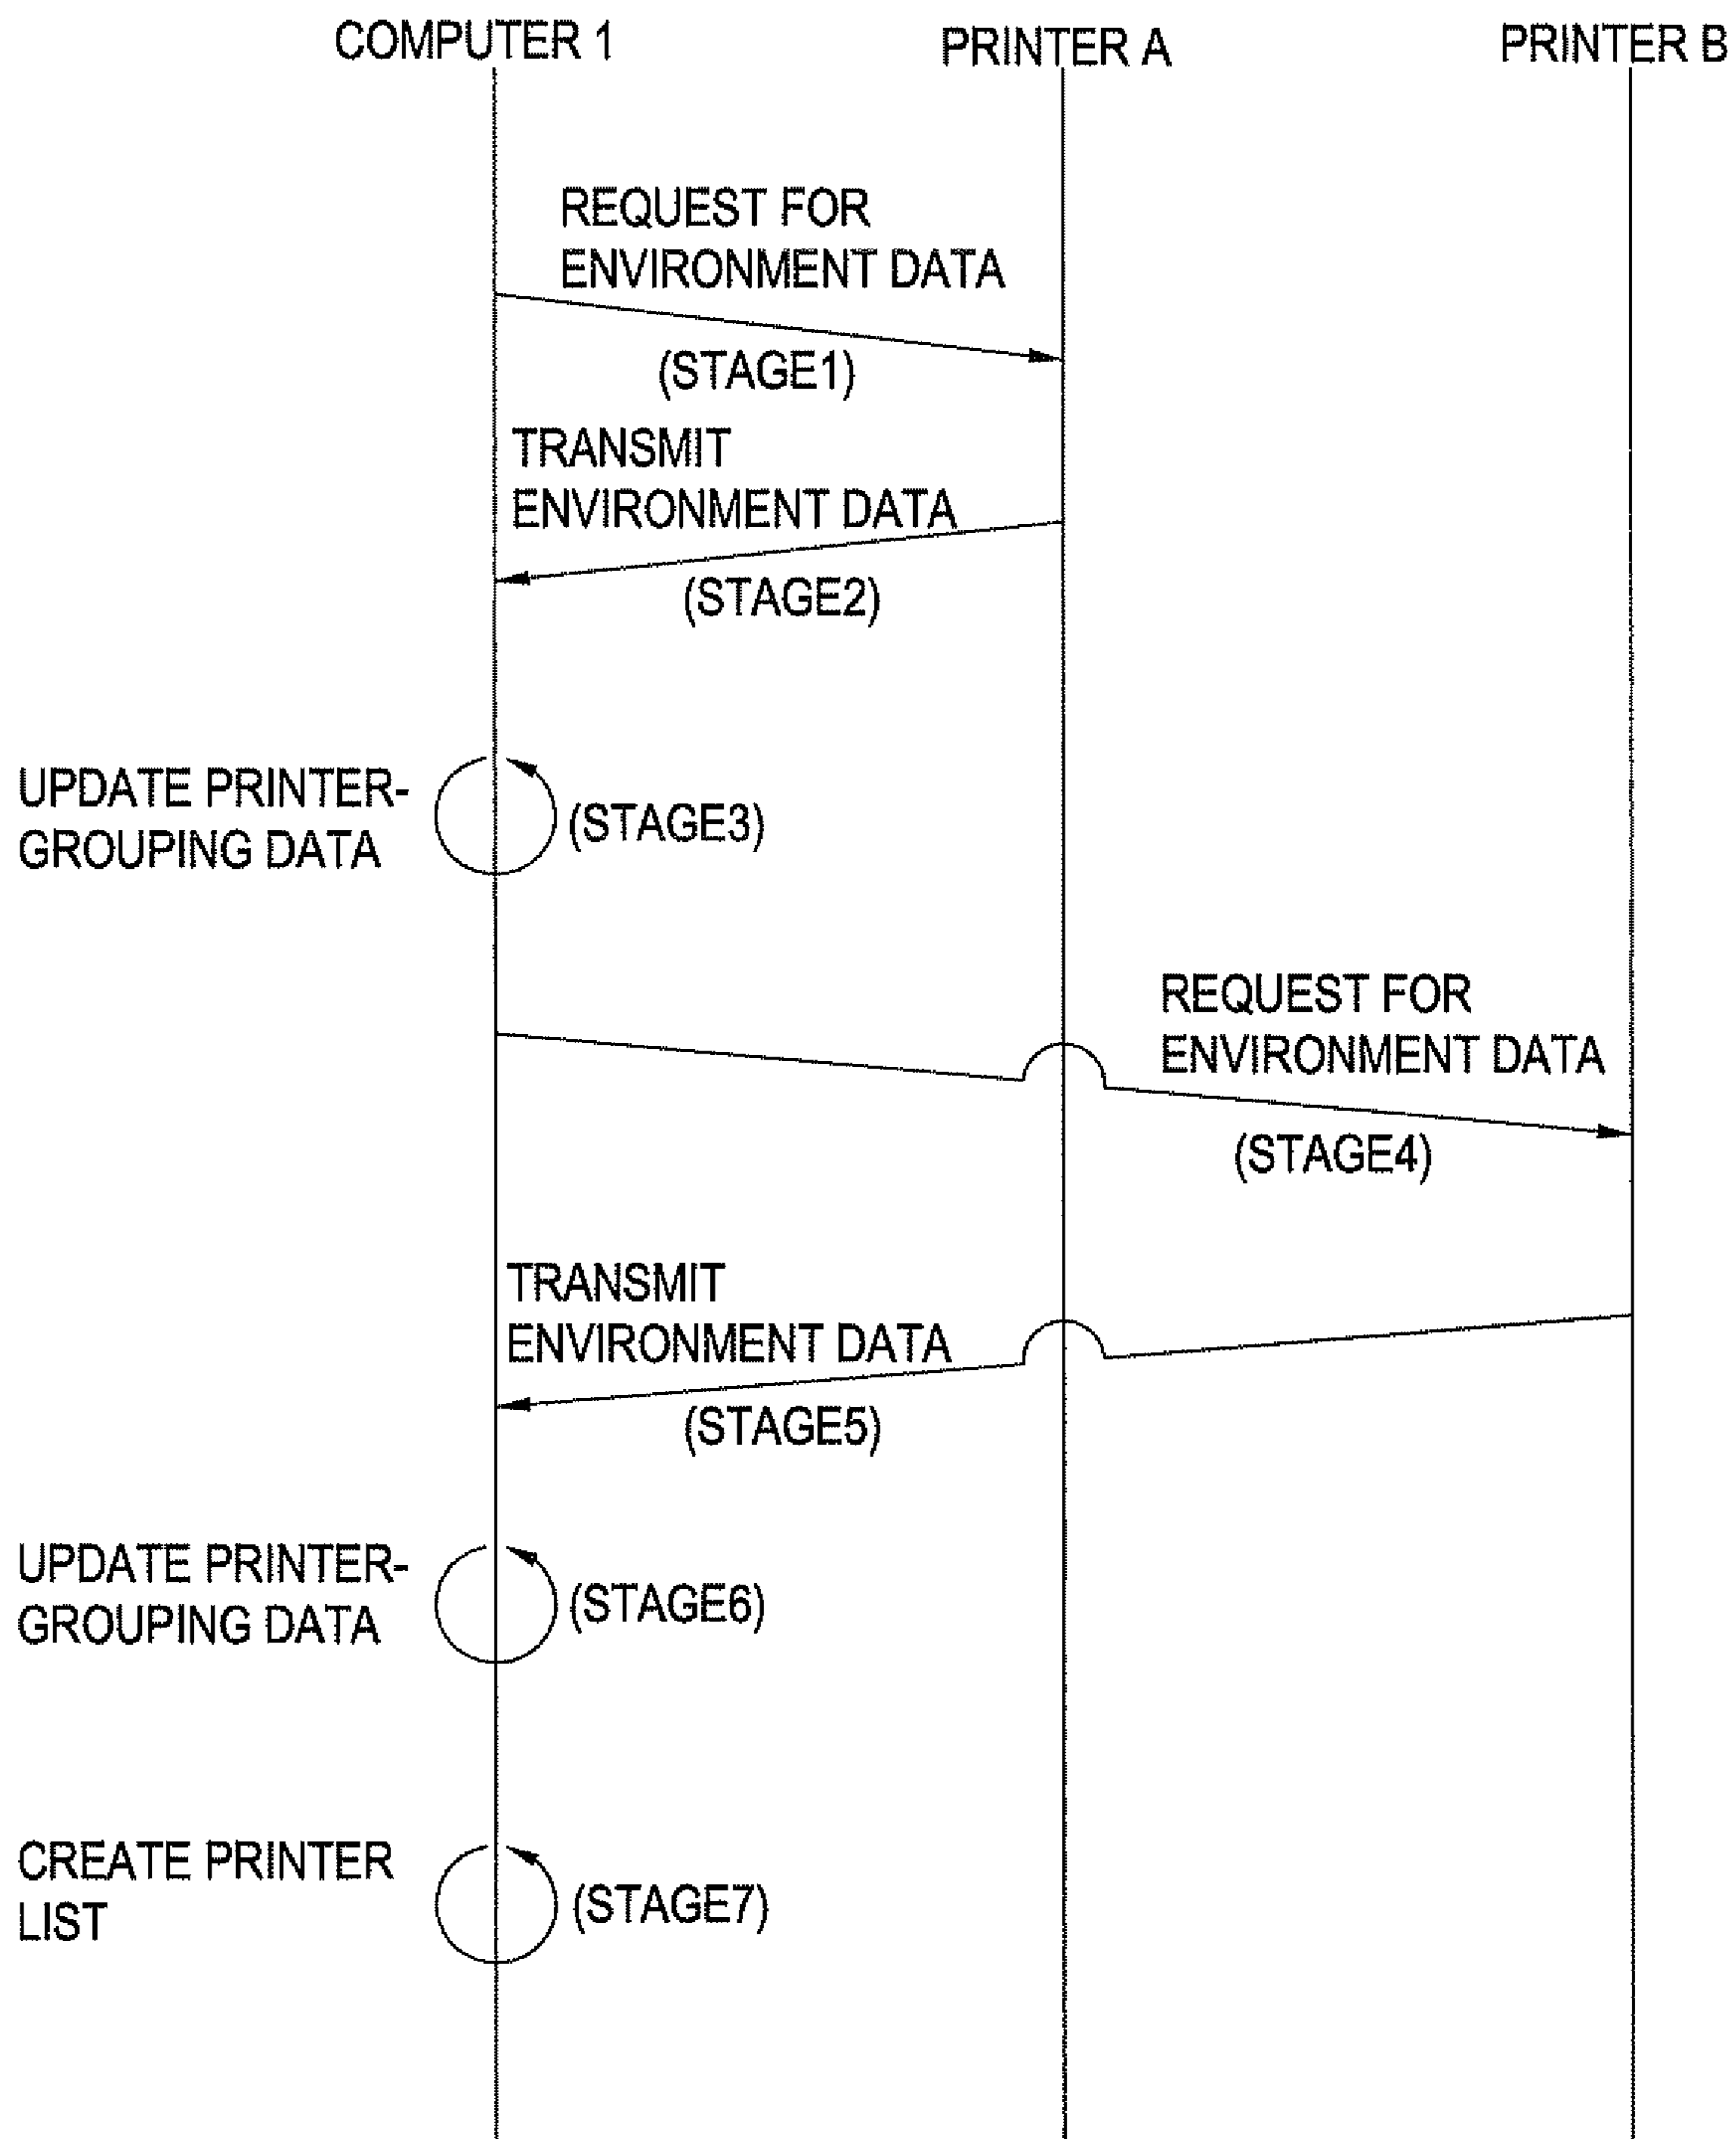 COMPUTER 1
PRINTER A
PRINTER B
REQUEST FOR
ENVIRONMENT DATA
(STAGE1)
TRANSMIT
ENVIRONMENT DATA
(STAGE2)
UPDATE PRINTER-
GROUPING DATA
(STAGE3)
REQUEST FOR
ENVIRONMENT DATA
(STAGE4)
TRANSMIT
ENVIRONMENT DATA
(STAGE5)
UPDATE PRINTER-
GROUPING DATA
(STAGE6)
CREATE PRINTER
LIST
(STAGE7)